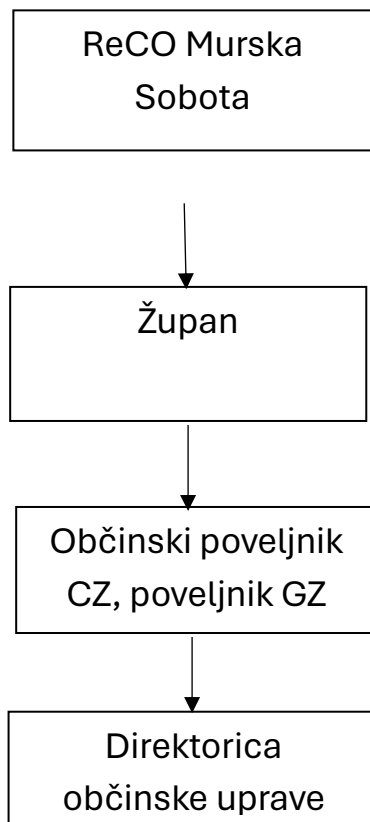 ReCO Murska
Sobota
Župan
Občinski poveljnik
CZ, poveljnik GZ
Direktorica
občinske uprave